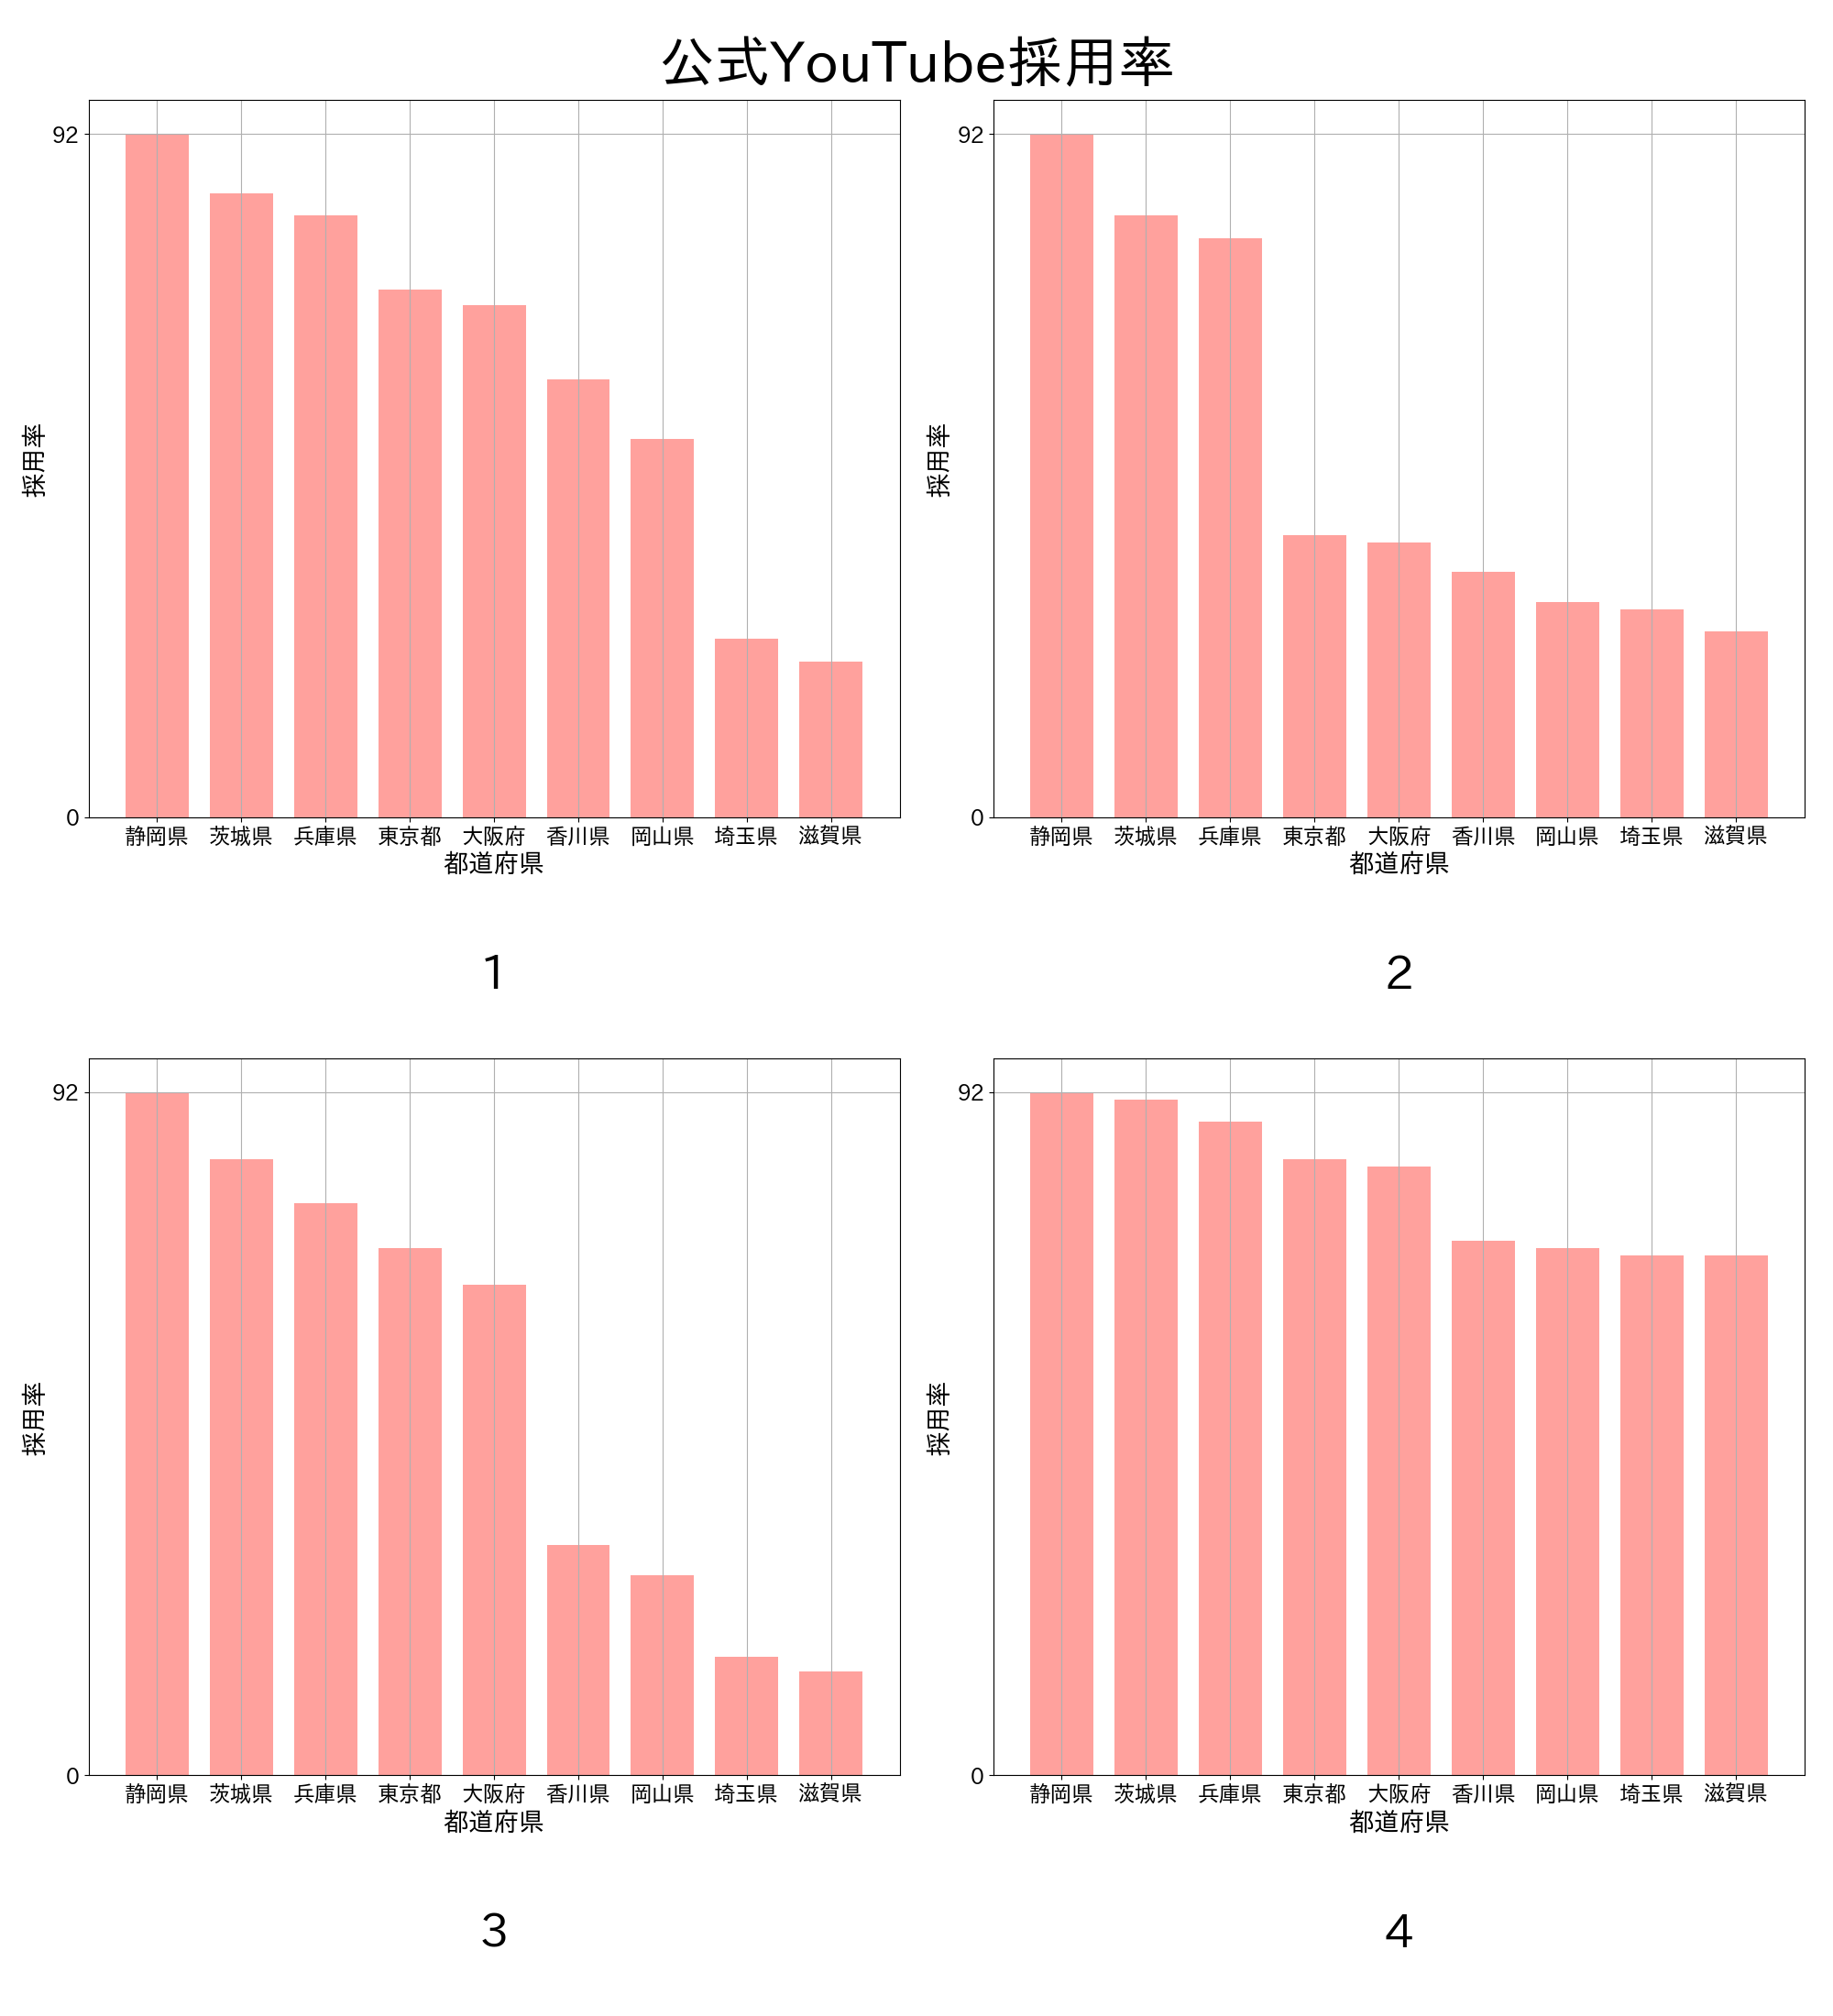 公式YouTube採用率
92
0
採用率
静岡県 茨城県 兵庫県 東京都 大阪府 香川県 岡山県 埼玉県 滋賀県
都道府県
1
92
0
採用率
静岡県 茨城県 兵庫県 東京都 大阪府 香川県 岡山県 埼玉県 滋賀県
都道府県
2
92
0
採用率
静岡県 茨城県 兵庫県 東京都 大阪府 香川県 岡山県 埼玉県 滋賀県
都道府県
3
92
0
採用率
静岡県 茨城県 兵庫県 東京都 大阪府 香川県 岡山県 埼玉県 滋賀県
都道府県
4